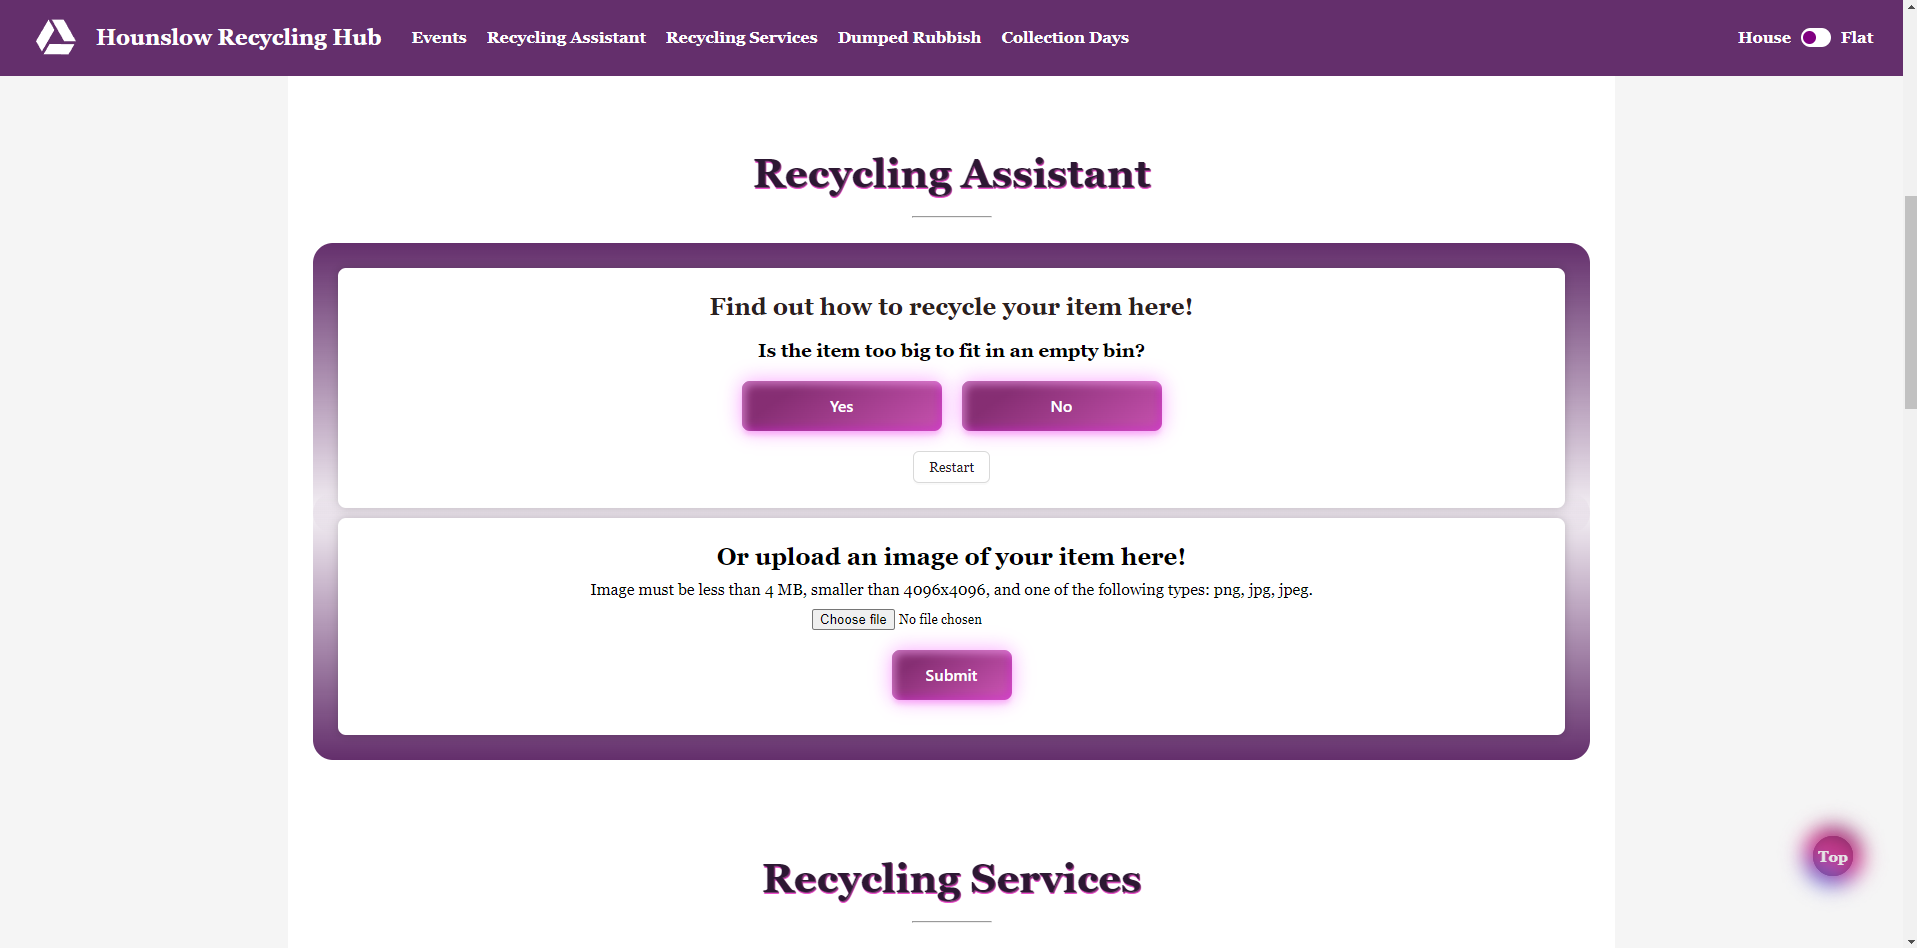 Hounslow Recycling Hub Events Recycling Assistant Recycling Services Dumped Rubbish Collection Days House Flat
Recycling Assistant
Find out how to recycle your item here!
Is the item too big to fit in an empty bin?
Yes No
Restart
Or upload an image of your item here!
Image must be less than 4 MB, smaller than 4096x4096, and one of the following types: png, jpg, jpeg.
Choose file No file chosen
Submit
Top
Recycling Services